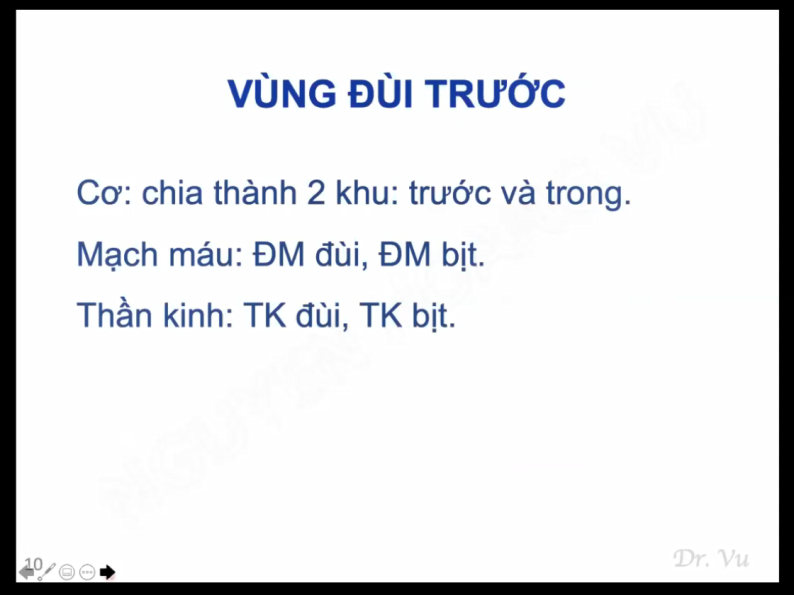 VÙNG ĐÙI TRƯỚC
Cơ: chia thành 2 khu: trước và trong.
Mạch máu: ĐM đùi, ĐM bịt.
Thần kinh: TK đùi, TK bịt.
10
Dr. Vu